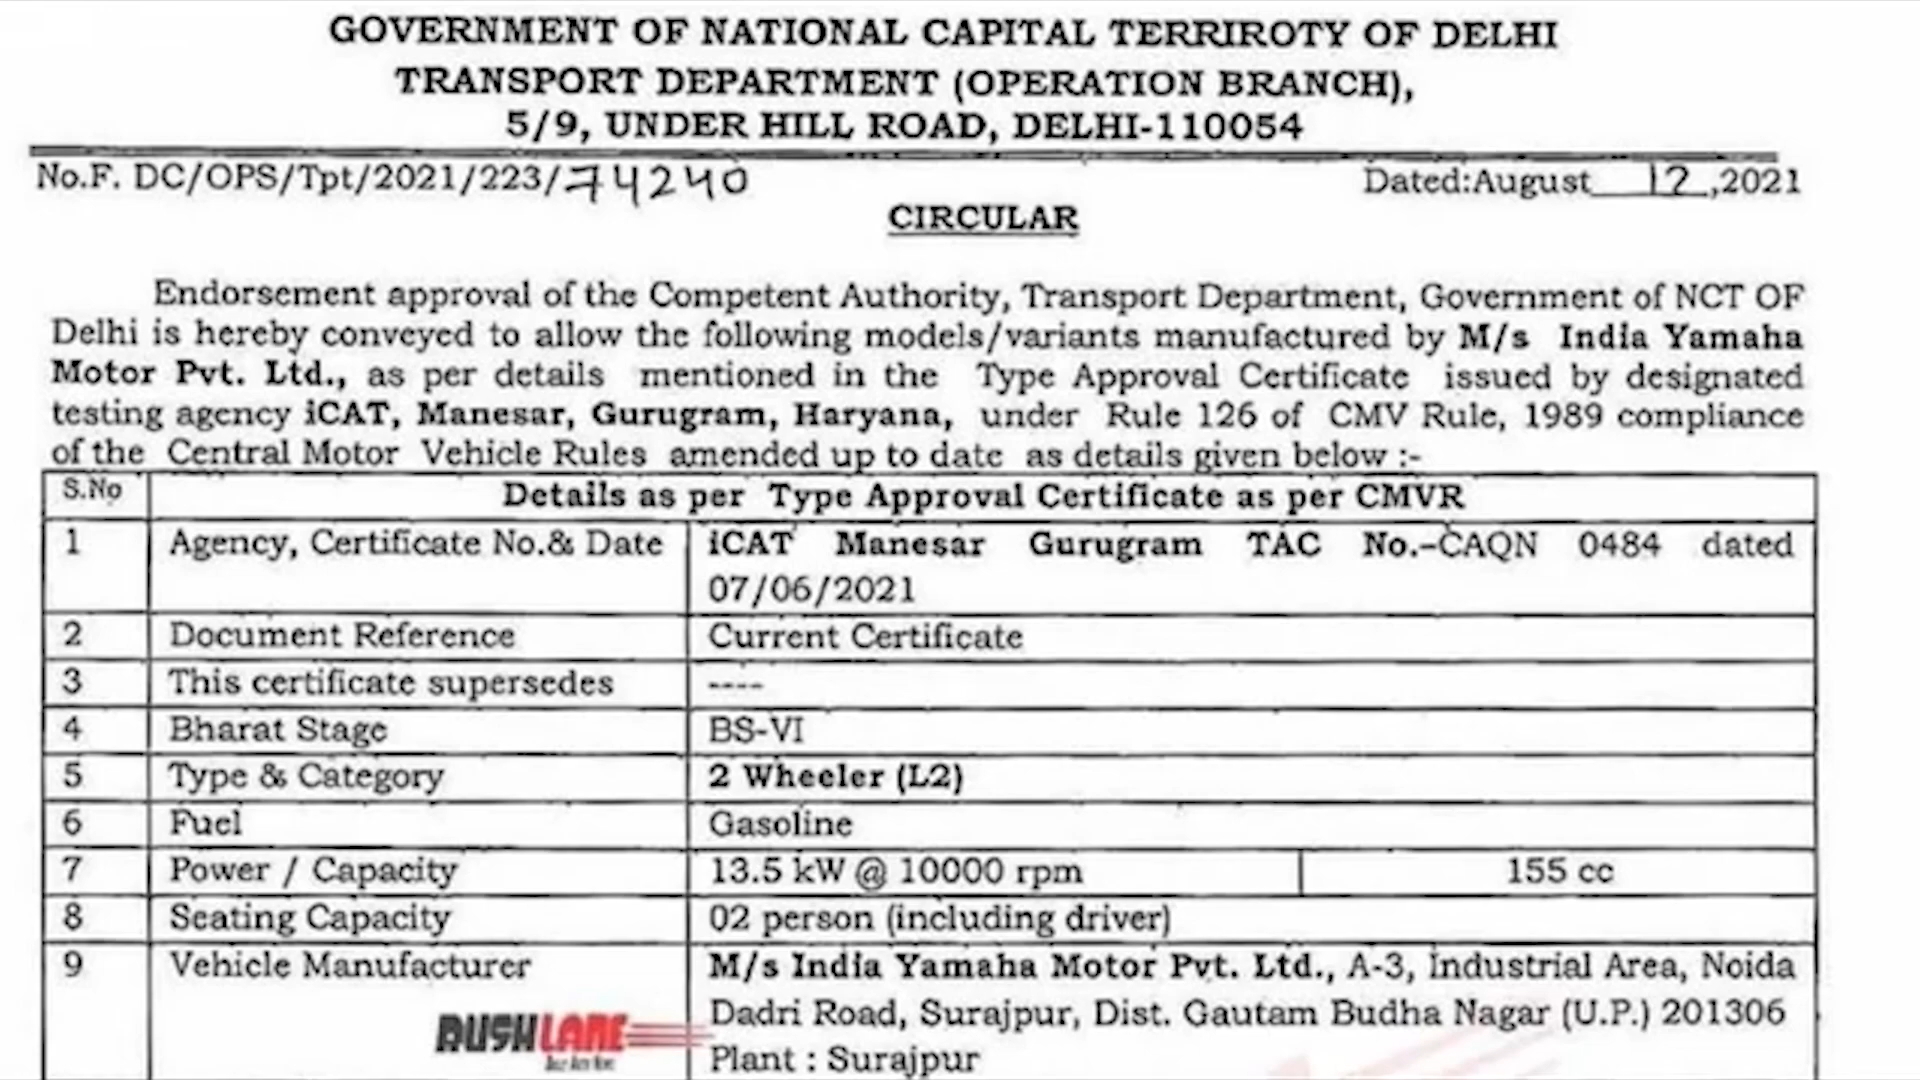 GOVERNMENT OF NATIONAL CAPITAL TERRIROTY OF DELHI
TRANSPORT DEPARTMENT (OPERATION BRANCH),
5/9, UNDER HILL ROAD, DELHI-110054
No.F. DC/OPS/Tpt/2021/223/74240 Dated:August 12,2021
CIRCULAR
Endorsement approval of the Competent Authority, Transport Department, Government of NCT OF
Delhi is hereby conveyed to allow the following models/variants manufactured by M/s India Yamaha
Motor Pvt. Ltd., as per details mentioned in the Type Approval Certificate issued by designated
testing agency iCAT, Manesar, Gurugram, Haryana, under Rule 126 of CMV Rule, 1989 compliance
of the Central Motor Vehicle Rules amended up to date as details given below :-
S.No Details as per Type Approval Certificate as per CMVR
1 Agency, Certificate No.& Date iCAT Manesar Gurugram TAC No.-CAQN 0484 dated
07/06/2021
2 Document Reference Current Certificate
3 This certificate supersedes ----
4 Bharat Stage BS-VI
5 Type & Category 2 Wheeler (L2)
6 Fuel Gasoline
7 Power / Capacity 13.5 kW @ 10000 rpm 155 cc
8 Seating Capacity 02 person (including driver)
9 Vehicle Manufacturer M/s India Yamaha Motor Pvt. Ltd., A-3, Industrial Area, Noida
Dadri Road, Surajpur, Dist. Gautam Budha Nagar (U.P.) 201306
Plant : Surajpur
RUSHLANE